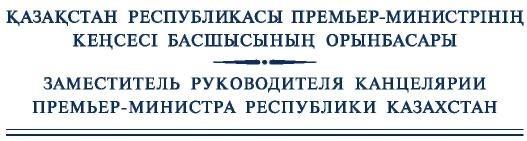 ҚАЗАҚСТАН РЕСПУБЛИКАСЫ ПРЕМЬЕР-МИНИСТРІНІҢ
КЕҢСЕСІ БАСШЫСЫНЫҢ ОРЫНБАСАРЫ
ЗАМЕСТИТЕЛЬ РУКОВОДИТЕЛЯ КАНЦЕЛЯРИИ
ПРЕМЬЕР-МИНИСТРА РЕСПУБЛИКИ КАЗАХСТАН